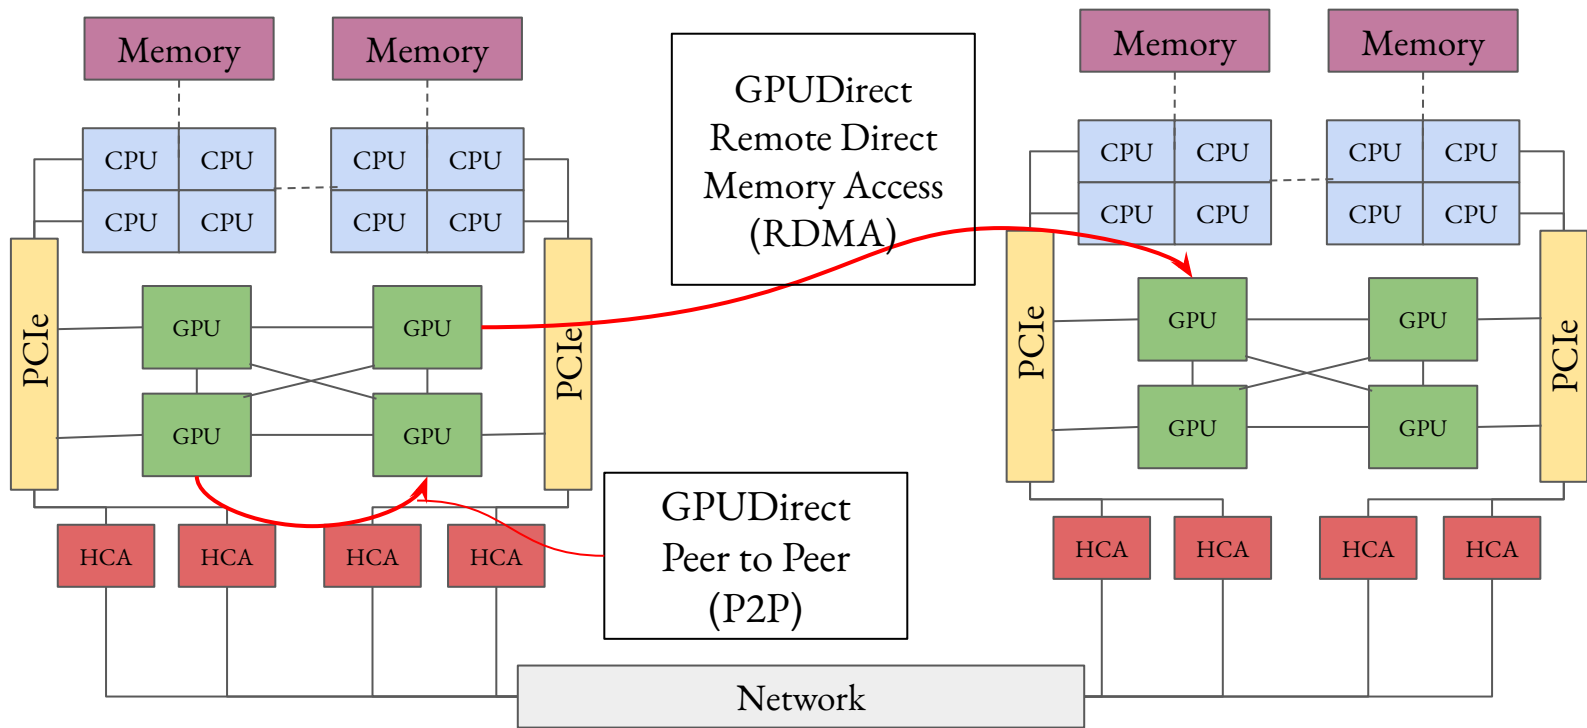 Memory
Memory
CPU CPU
CPU CPU
CPU CPU
CPU CPU
PCIe
PCIe
GPU GPU
GPU GPU
HCA HCA HCA HCA
GPUDirect
Remote Direct
Memory Access
(RDMA)
GPUDirect
Peer to Peer
(P2P)
Memory
Memory
CPU CPU
CPU CPU
CPU CPU
CPU CPU
PCIe
PCIe
GPU GPU
GPU GPU
HCA HCA HCA HCA
Network